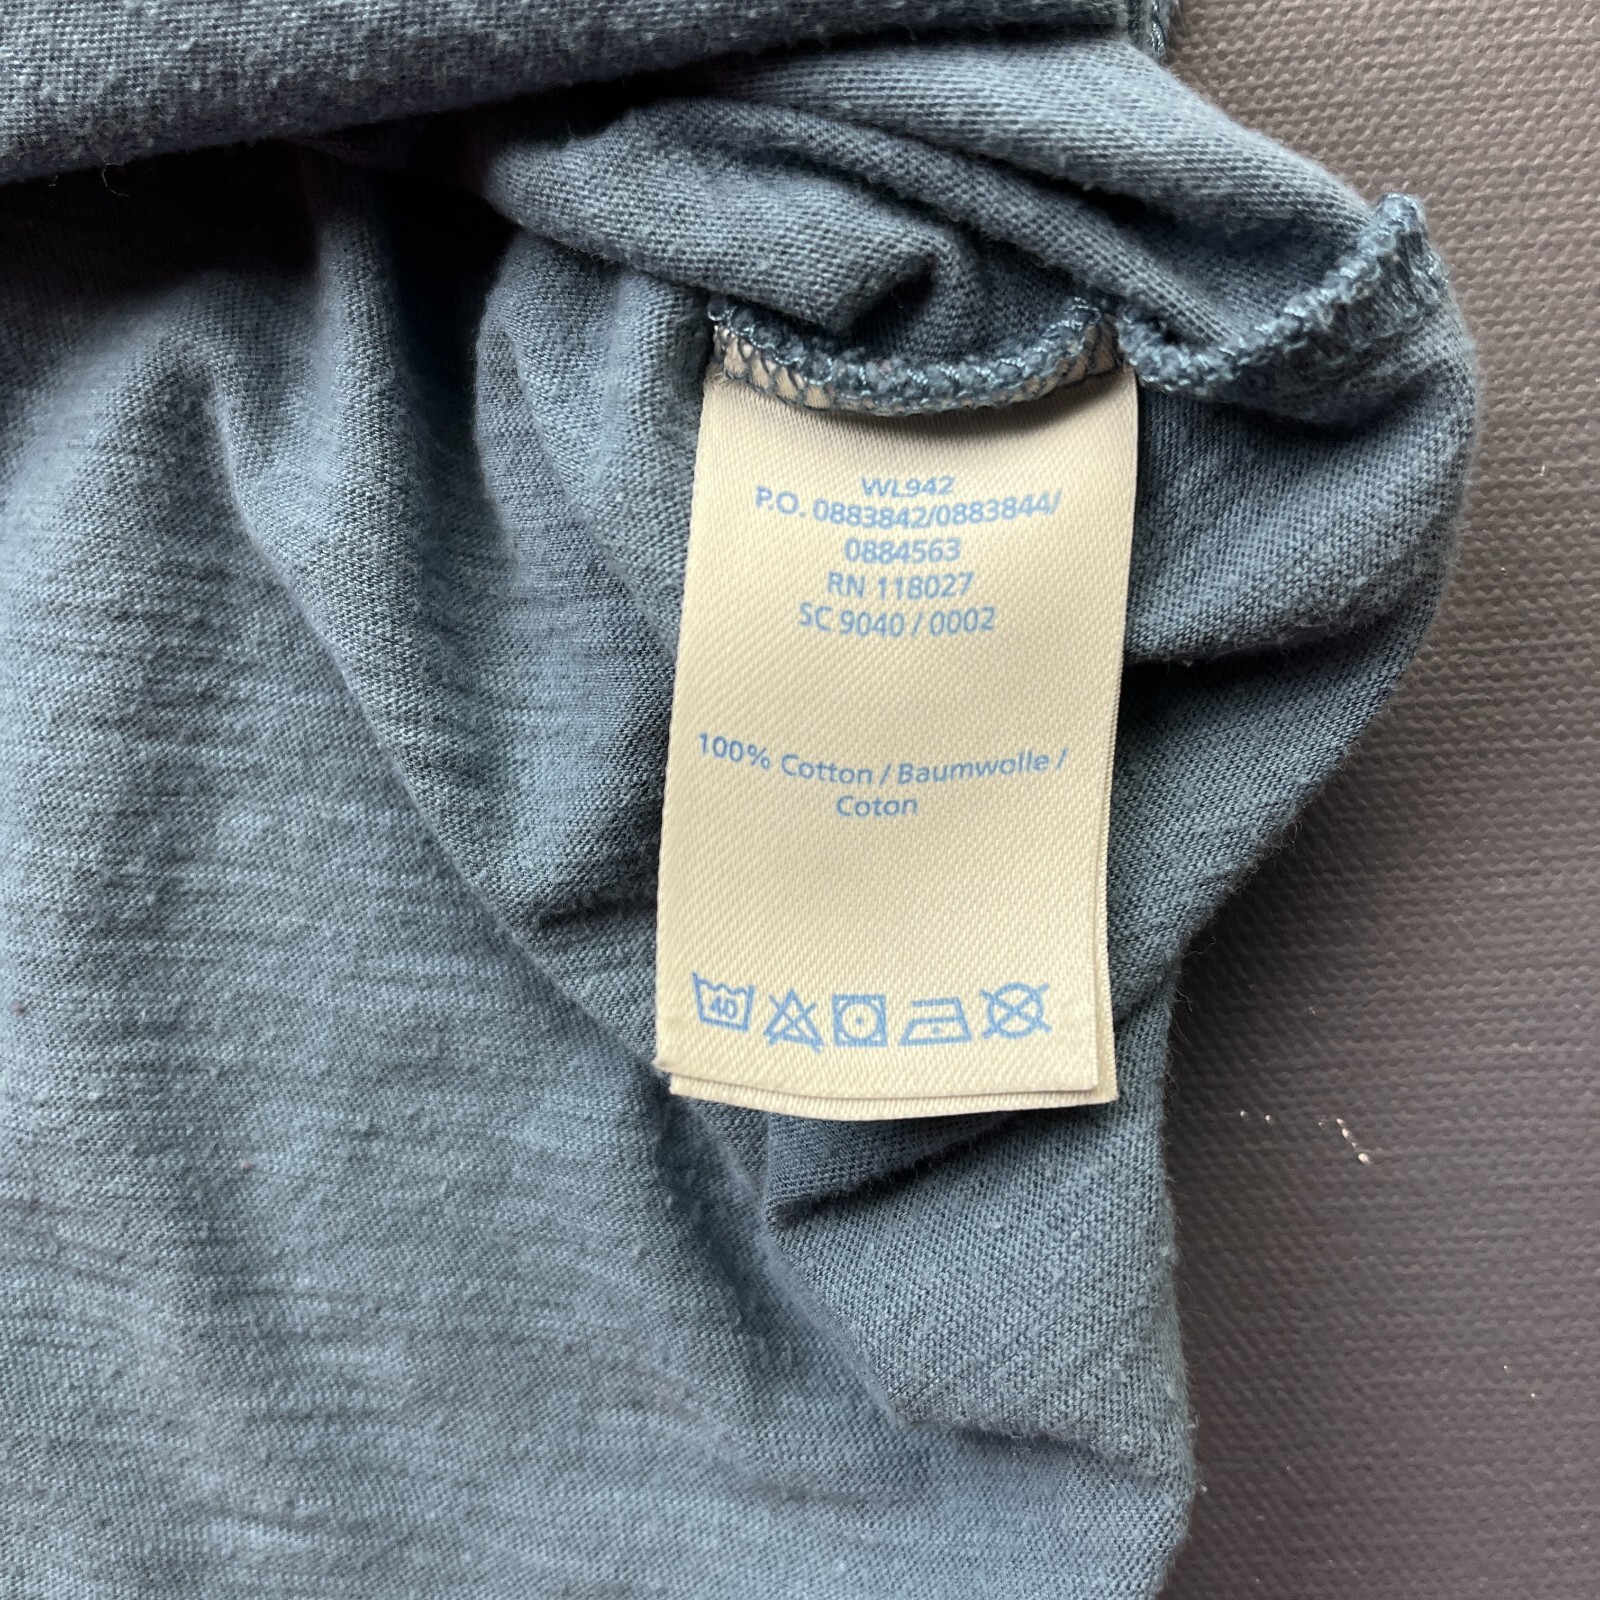 WL942
P.O. 0883842/0883844/
0884563
RN 118027
SC 9040 / 0002
100% Cotton / Baumwolle /
Coton
40